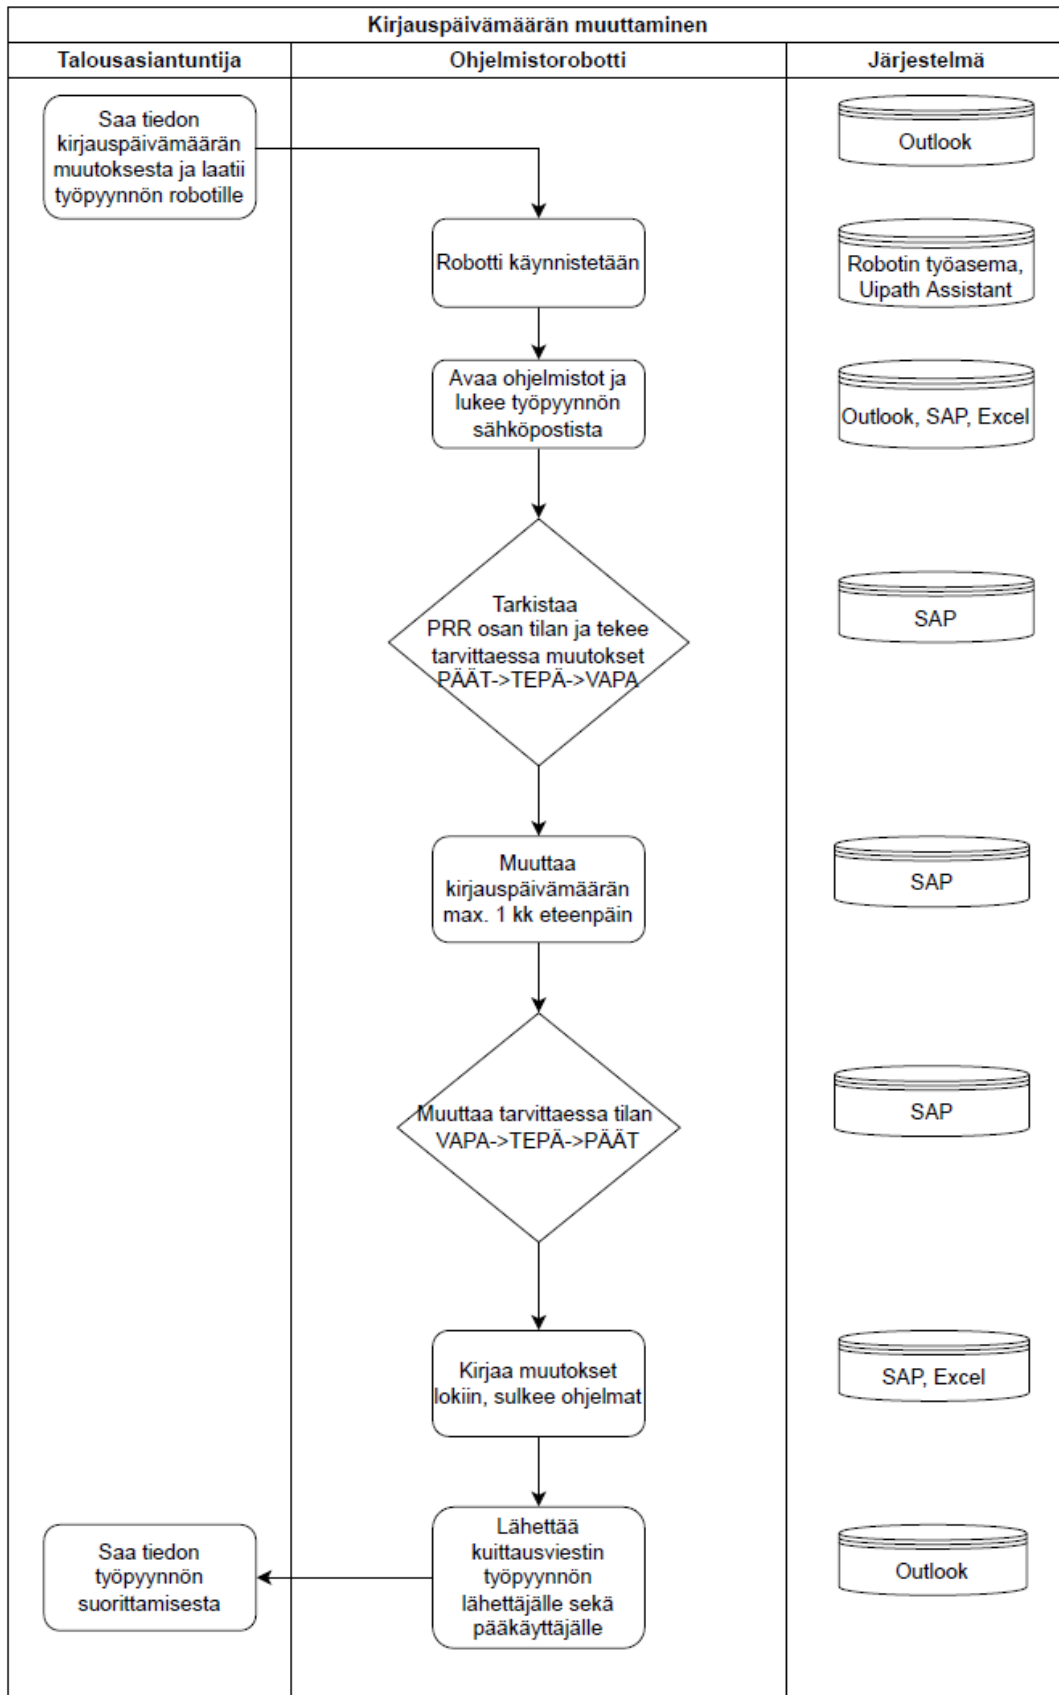 Kirjauspäivämäärän muuttaminen
Talousasiantuntija
Ohjelmistorobotti
Järjestelmä
Saa tiedon
kirjauspäivämäärän
muutoksesta ja laatii
työpyynnön robotille
Outlook
Robotti käynnistetään
Robotin työasema,
Uipath Assistant
Avaa ohjelmistot ja
lukee työpyynnön
sähköpostista
Outlook, SAP, Excel
Tarkistaa
PRR osan tilan ja tekee
tarvittaessa muutokset
PÄÄT->TEPÄ->VAPA
SAP
Muuttaa
kirjauspäivämäärän
max. 1 kk eteenpäin
SAP
Muuttaa tarvittaessa tilan
VAPA->TEPÄ->PÄÄT
SAP
Kirjaa muutokset
lokiin, sulkee ohjelmat
SAP, Excel
Lähettää
kuittausviestin
työpyynnön
lähettäjälle sekä
pääkäyttäjälle
Saa tiedon
työpyynnön
suorittamisesta
Outlook